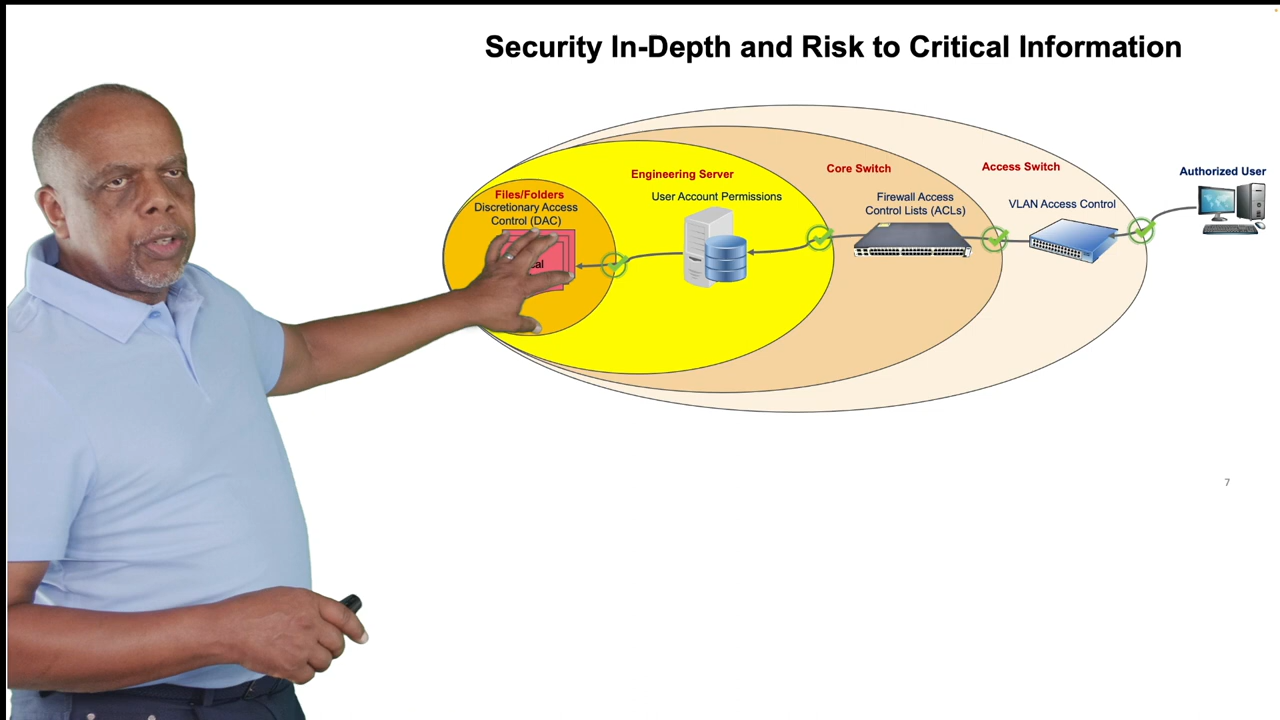 Security In-Depth and Risk to Critical Information
Files/Folders
Discretionary Access
Control (DAC)
Engineering Server
User Account Permissions
Core Switch
Firewall Access
Control Lists (ACLs)
Access Switch
VLAN Access Control
Authorized User
7